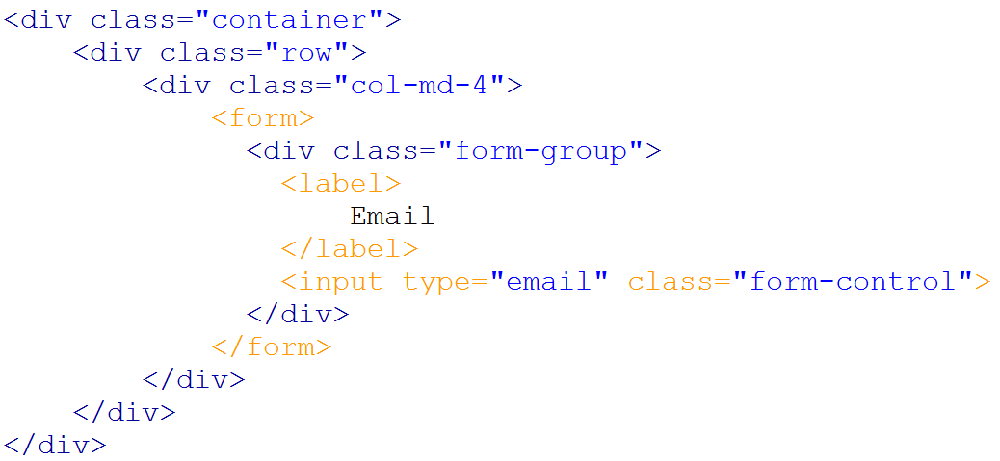 <div class="container">
<div class="row">
<div class="col-md-4">
<form>
<div class="form-group">
<label>
Email
</label>
<input type="email" class="form-control">
</div>
</form>
</div>
</div>
</div>